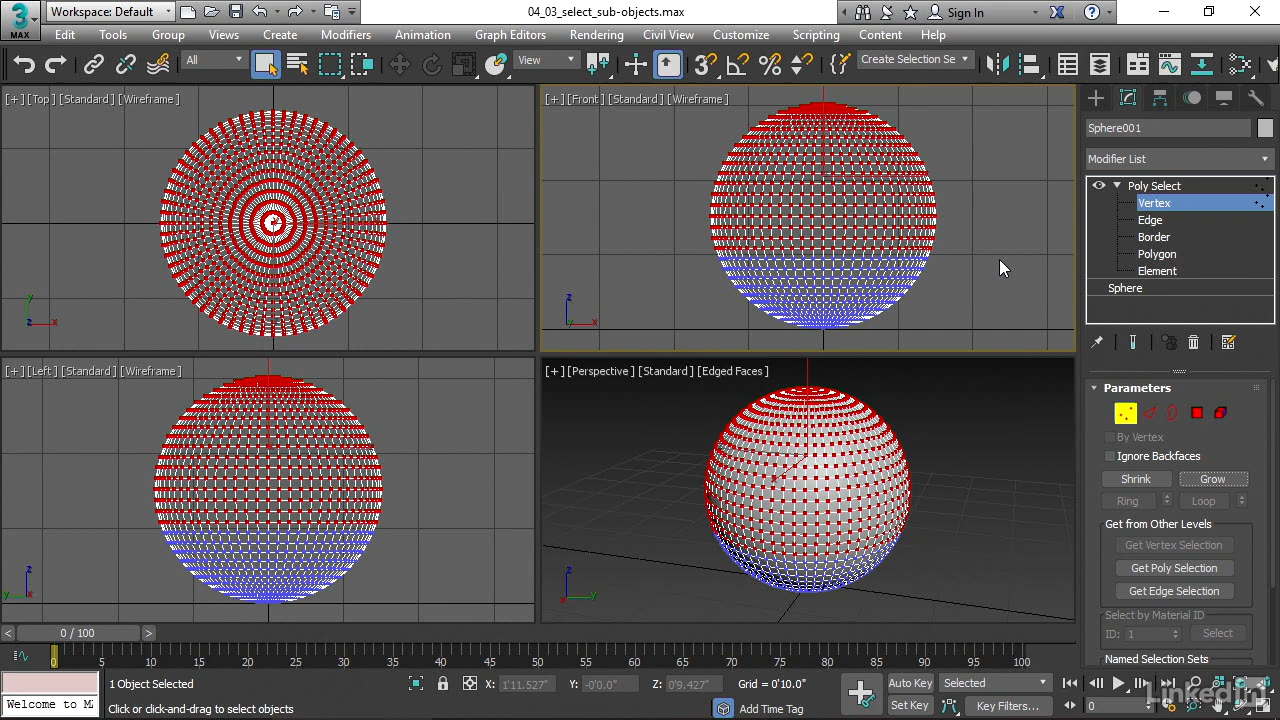 3
MAX
Workspace: Default
04_03_select_sub-objects.max
Sign In
Edit Tools Group Views Create Modifiers Animation Graph Editors Rendering Civil View Customize Scripting Content Help
All
View
3
%
Create Selection Se
[+] [Top] [Standard] [Wireframe]
[+] [Front] [Standard] [Wireframe]
Sphere001
Modifier List
Poly Select
Vertex
Edge
Border
Polygon
Element
Sphere
y
z x
z
y x
[+] [Left] [Standard] [Wireframe]
[+] [Perspective] [Standard] [Edged Faces]
z
y x
z
x y
Parameters
By Vertex
Ignore Backfaces
Shrink Grow
Ring Loop
Get from Other Levels
Get Vertex Selection
Get Poly Selection
Get Edge Selection
Select by Material ID
ID: 1 Select
Named Selection Sets
< 0 / 100 >
0 5 10 15 20 25 30 35 40 45 50 55 60 65 70 75 80 85 90 95 100
1 Object Selected
X: 1'11.527" Y: -0'0.0" Z: 0'9.427" Grid = 0'10.0"
Auto Key Selected
Welcome to MA
Click or click-and-drag to select objects
Add Time Tag
Set Key
Key Filters...
0
LinkedIn